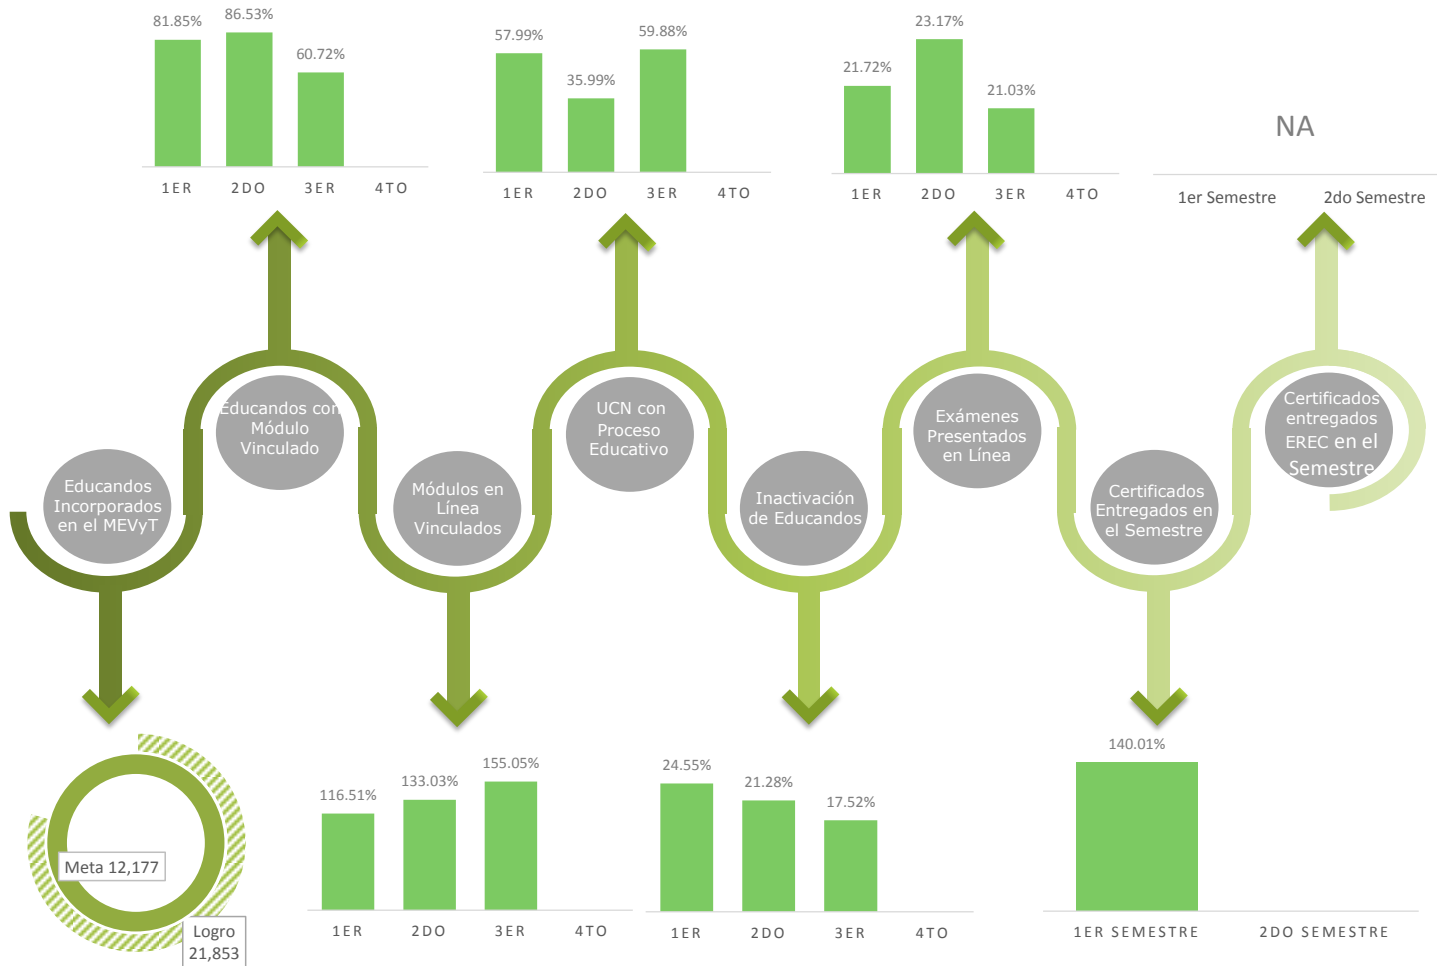 81.85%
86.53%
60.72%
1ER
2DO
3ER
4TO
57.99%
35.99%
59.88%
1ER
2DO
3ER
4TO
21.72%
23.17%
21.03%
1ER
2DO
3ER
4TO
NA
1er Semestre
2do Semestre
Educandos
Incorporados
en el MEVyT
Educandos con
Módulo
Vinculado
Módulos en
Línea
Vinculados
UCN con
Proceso
Educativo
Inactivación
de Educandos
Exámenes
Presentados
en Línea
Certificados
Entregados en
el Semestre
Certificados
entregados
EREC en el
Semestre
Meta 12,177
Logro
21,853
116.51%
133.03%
155.05%
1ER
2DO
3ER
4TO
24.55%
21.28%
17.52%
1ER
2DO
3ER
4TO
140.01%
1ER SEMESTRE
2DO SEMESTRE